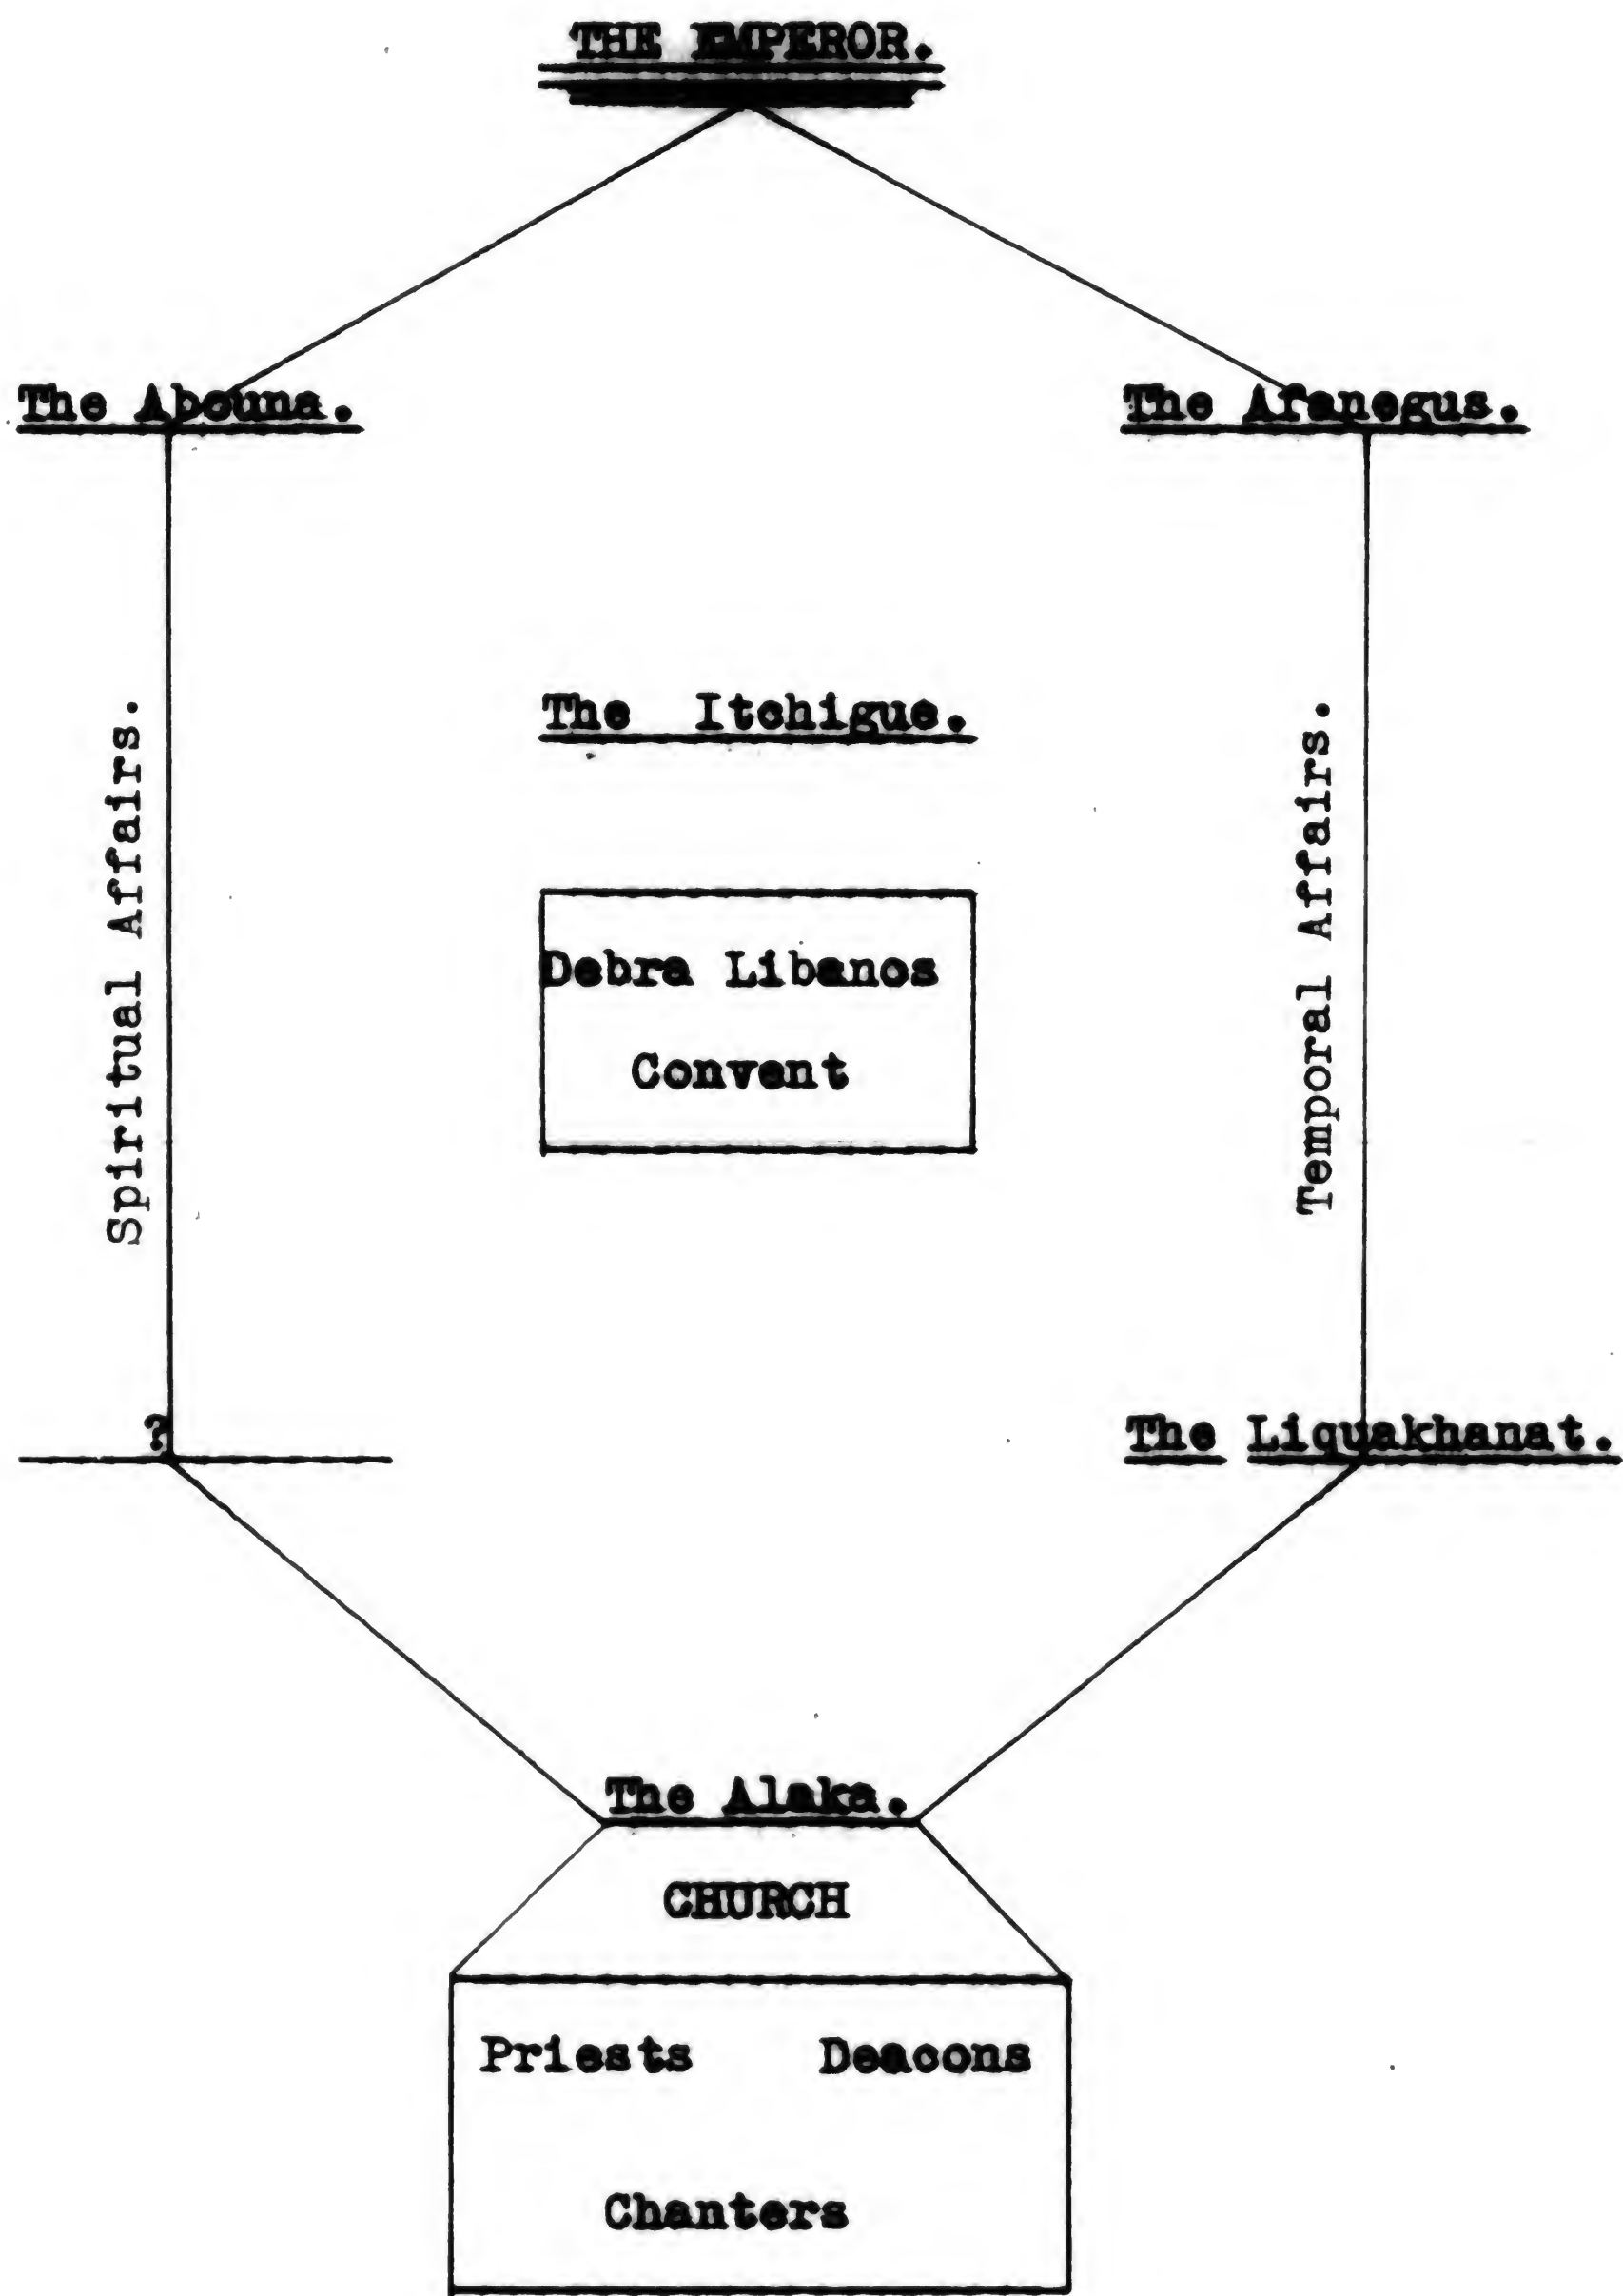 THE EMPEROR.
The Abouna.
The Afanegus.
Spiritual Affairs.
The Itchigue.
Temporal Affairs.
Debra Libanos
Convent
?
The Liquakhanat.
The Alaka.
CHURCH
Priests Deacons
Chanters